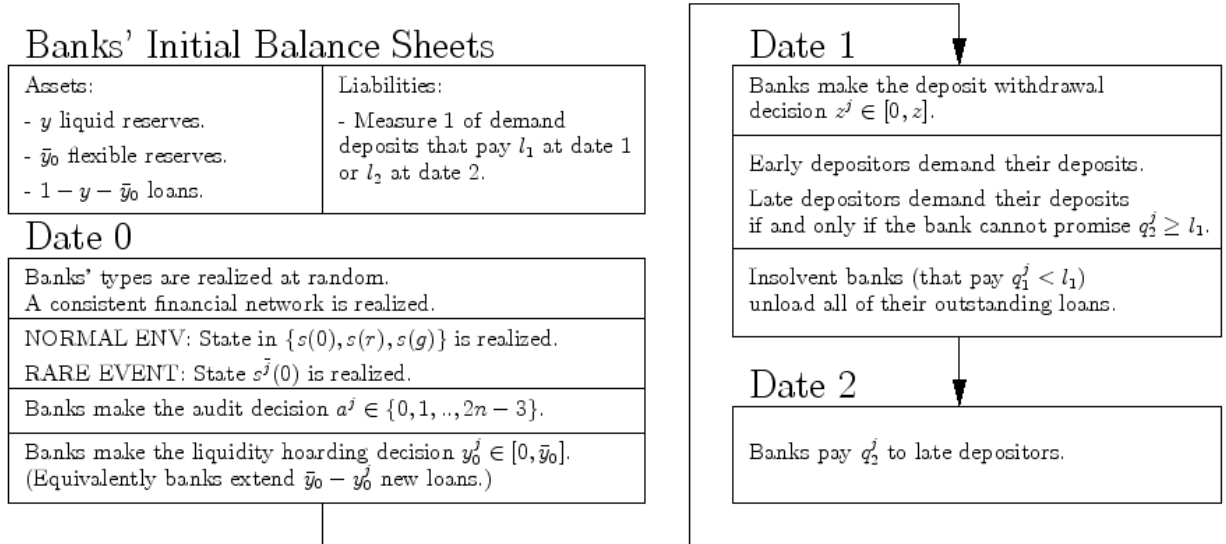 Banks' Initial Balance Sheets
Assets:
- y liquid reserves.
- ȳ₀ flexible reserves.
- 1 − y − ȳ₀ loans.
Liabilities:
- Measure 1 of demand
deposits that pay l₁ at date 1
or l₂ at date 2.
Date 0
Banks' types are realized at random.
A consistent financial network is realized.
NORMAL ENV: State in {s(0), s(r), s(g)} is realized.
RARE EVENT: State s^j̄(0) is realized.
Banks make the audit decision a^j ∈ {0, 1, .., 2n − 3}.
Banks make the liquidity hoarding decision y₀^j ∈ [0, ȳ₀].
(Equivalently banks extend ȳ₀ − y₀^j new loans.)
Date 1
Banks make the deposit withdrawal
decision z^j ∈ [0, z].
Early depositors demand their deposits.
Late depositors demand their deposits
if and only if the bank cannot promise q₂^j ≥ l₁.
Insolvent banks (that pay q₁^j < l₁)
unload all of their outstanding loans.
Date 2
Banks pay q₂^j to late depositors.